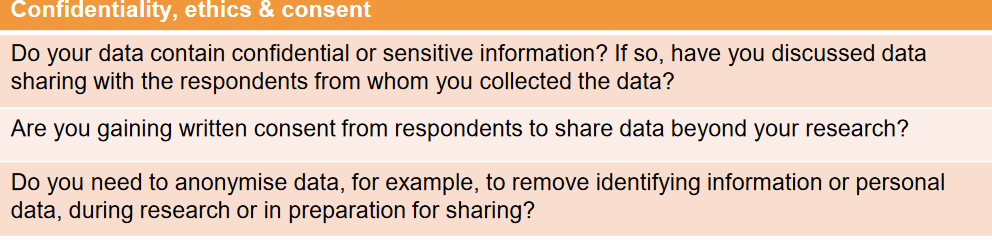 Confidentiality, ethics & consent
Do your data contain confidential or sensitive information? If so, have you discussed data
sharing with the respondents from whom you collected the data?
Are you gaining written consent from respondents to share data beyond your research?
Do you need to anonymise data, for example, to remove identifying information or personal
data, during research or in preparation for sharing?